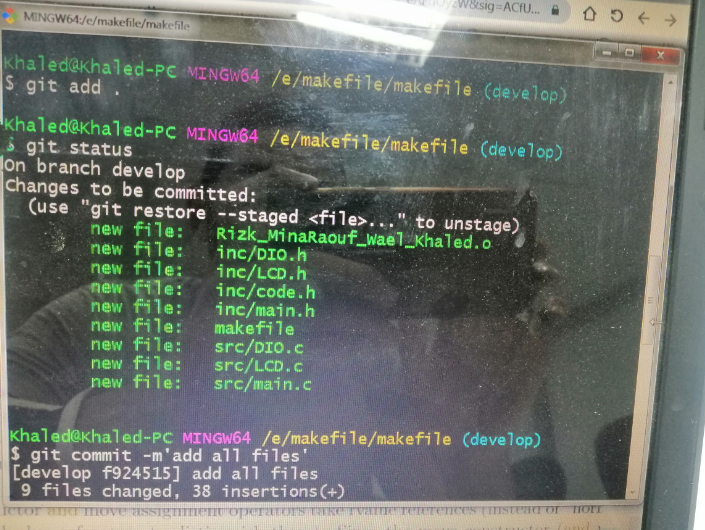 ZW&sig=ACfU...
MINGW64:/e/makefile/makefile
Khaled@Khaled-PC MINGW64 /e/makefile/makefile (develop)
$ git add .
Khaled@Khaled-PC MINGW64 /e/makefile/makefile (develop)
$ git status
On branch develop
Changes to be committed:
(use "git restore --staged <file>..." to unstage)
new file: Rizk_MinaRaouf_Wael_Khaled.o
new file: inc/DIO.h
new file: inc/LCD.h
new file: inc/code.h
new file: inc/main.h
new file: makefile
new file: src/DIO.c
new file: src/LCD.c
new file: src/main.c
Khaled@Khaled-PC MINGW64 /e/makefile/makefile (develop)
$ git commit -m'add all files'
[develop f924515] add all files
9 files changed, 38 insertions(+)
and move assignment operators take rvalue references (instead of